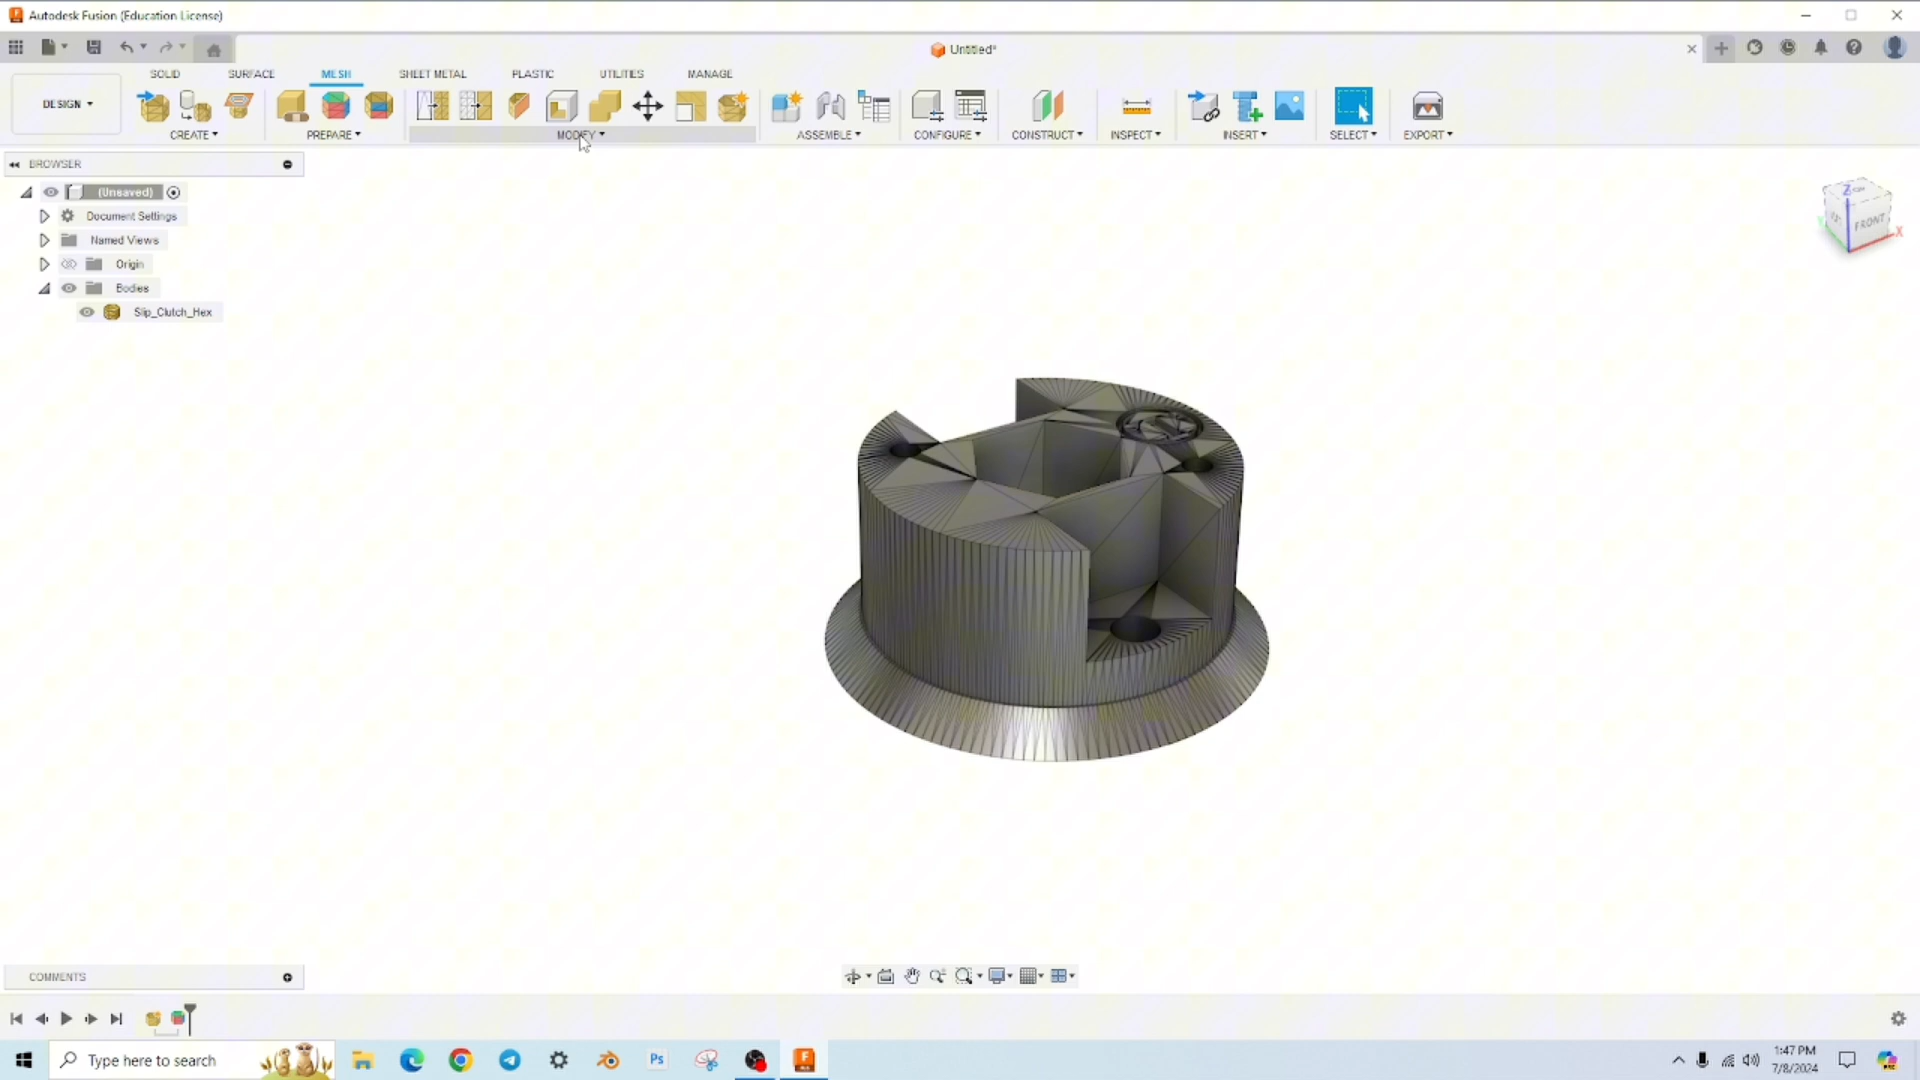 Autodesk Fusion (Education License)
Untitled*
SOLID SURFACE MESH SHEET METAL PLASTIC UTILITIES MANAGE
DESIGN
CREATE PREPARE MODIFY ASSEMBLE CONFIGURE CONSTRUCT INSPECT INSERT SELECT EXPORT
BROWSER
(Unsaved)
Document Settings
Named Views
Origin
Bodies
Slip_Clutch_Hex
Z
FRONT
X
COMMENTS
Type here to search
Ps
F
1:47 PM
7/8/2024